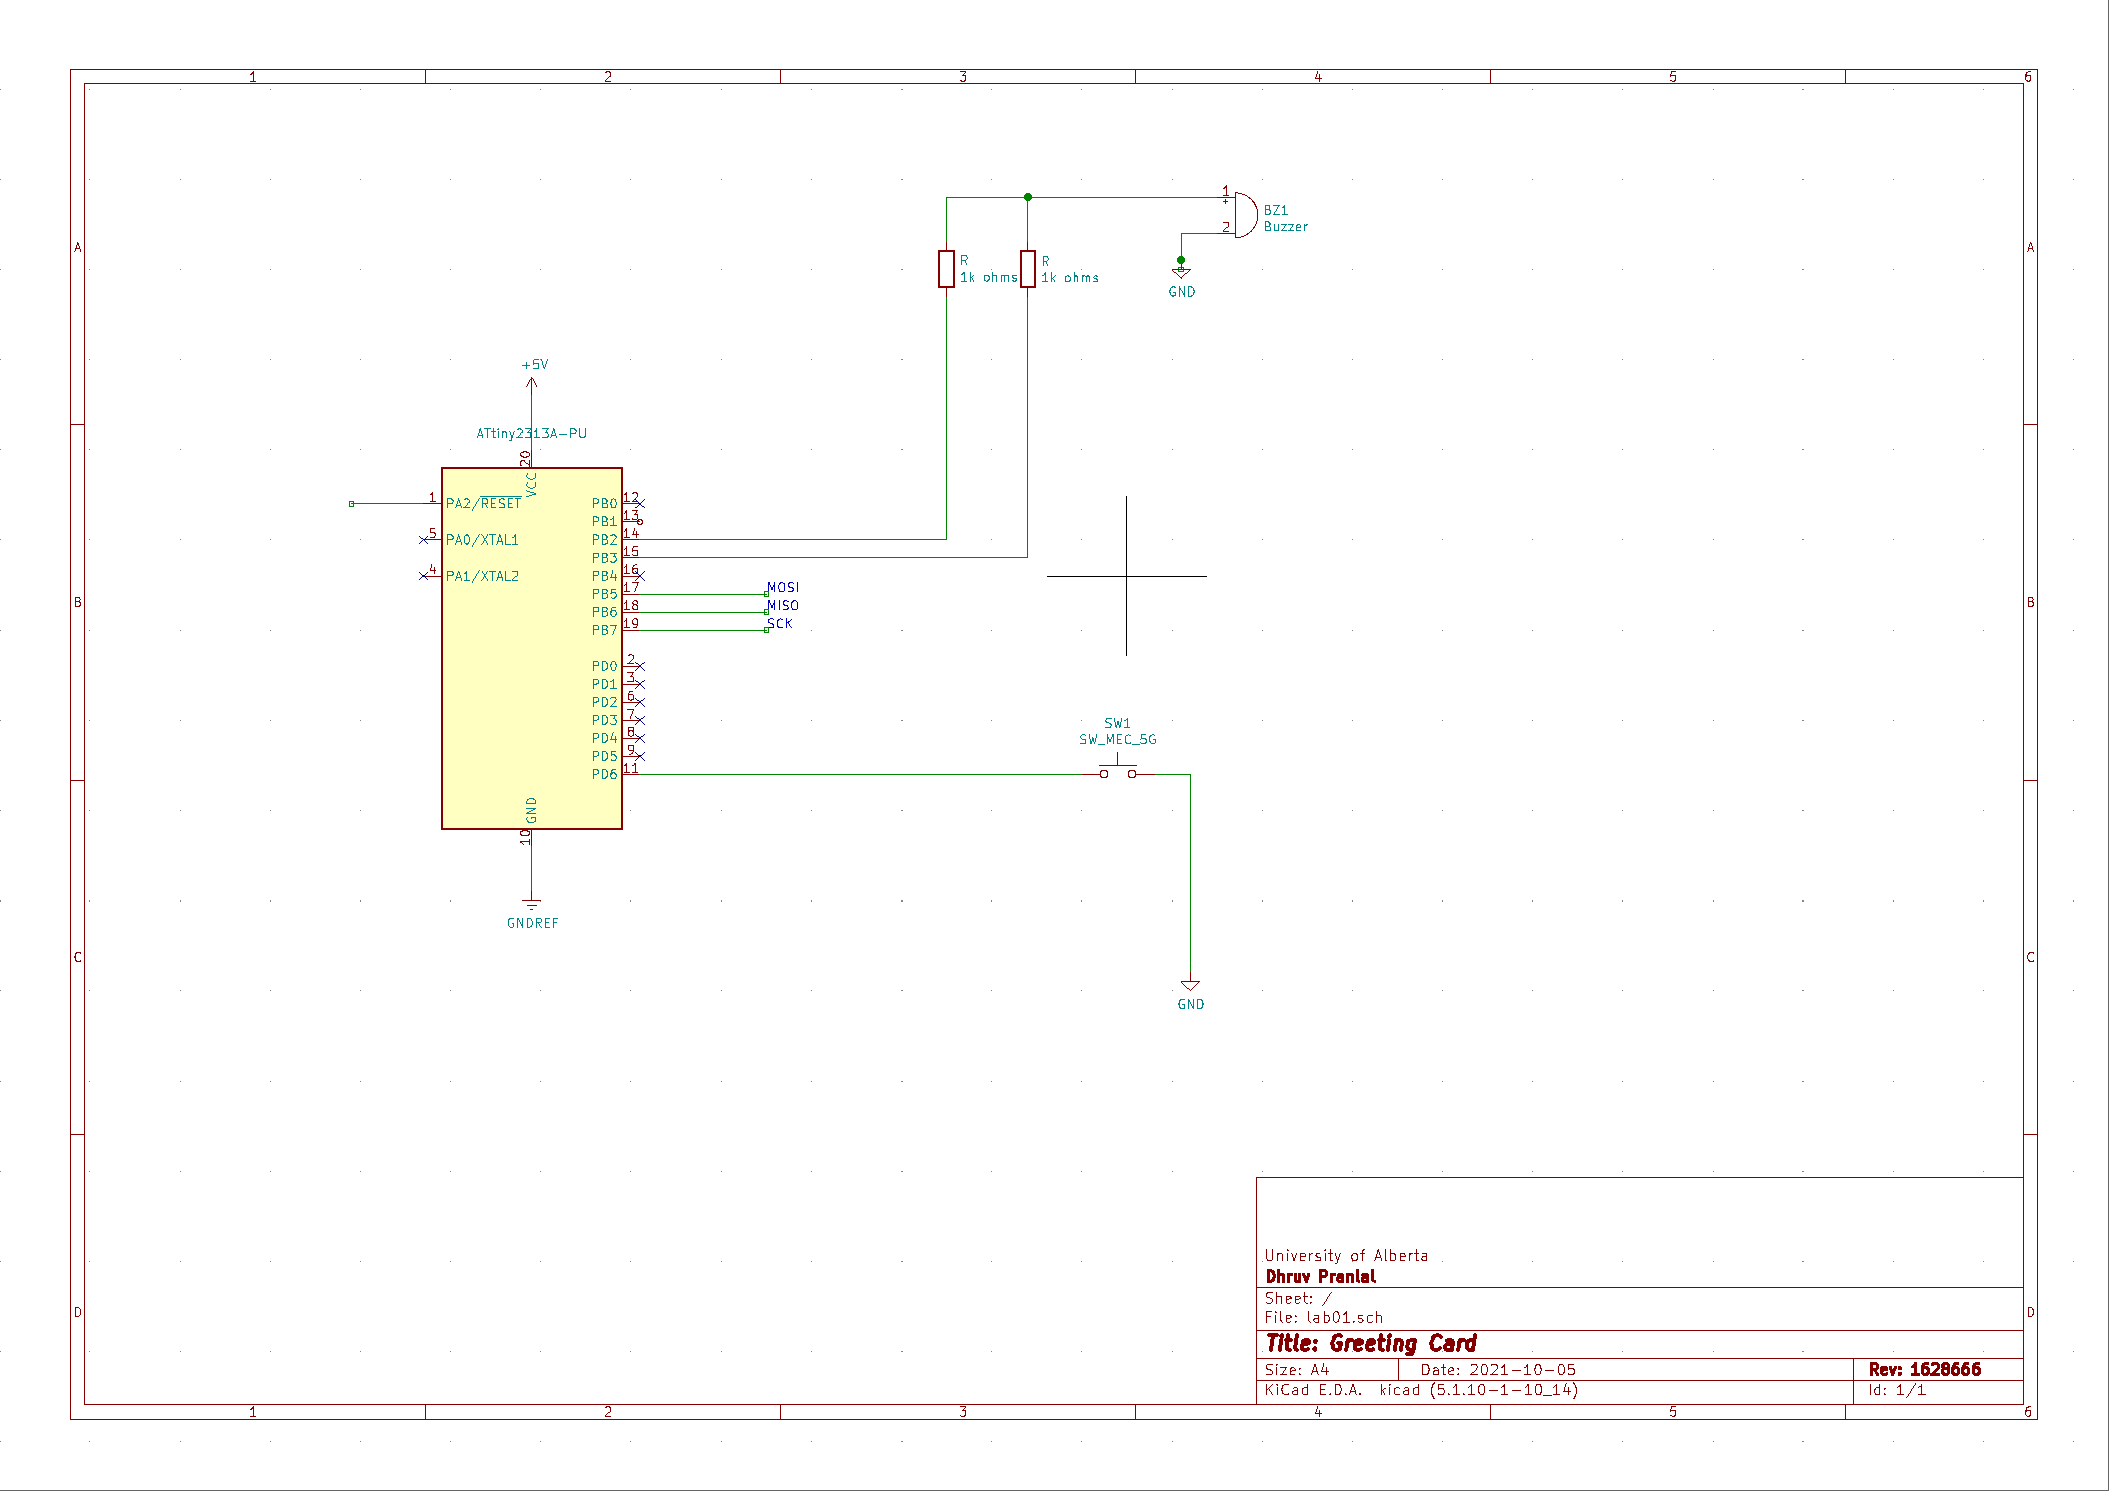 1 2 3 4 5 6
A A
1
+
2
BZ1
Buzzer
R
1k ohms
R
1k ohms
GND
+5V
ATtiny2313A-PU
20
VCC
1 PA2/RESET
5 PA0/XTAL1
4 PA1/XTAL2
PB0 12
PB1 13
PB2 14
PB3 15
PB4 16
PB5 17 MOSI
PB6 18 MISO
PB7 19 SCK
B B
PD0 2
PD1 3
PD2 6
PD3 7
PD4 8
PD5 9
PD6 11
SW1
SW_MEC_5G
GND
10
GNDREF
C C
GND
University of Alberta
Dhruv Pranlal
Sheet: /
File: lab01.sch
D D
Title: Greeting Card
Size: A4 Date: 2021-10-05 Rev: 1628666
KiCad E.D.A. kicad (5.1.10-1-10_14) Id: 1/1
1 2 3 4 5 6